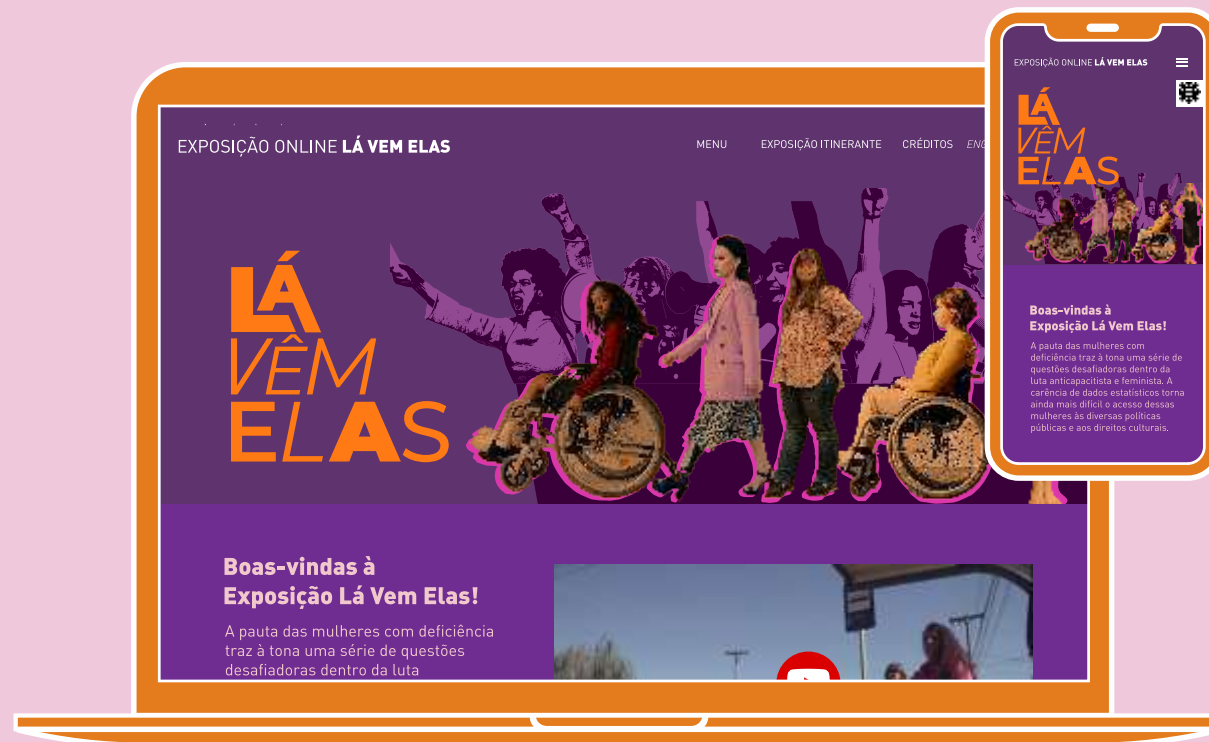 EXPOSIÇÃO ONLINE LÁ VEM ELAS
MENU EXPOSIÇÃO ITINERANTE CRÉDITOS
LÁ
VÊM
ELAS
Boas-vindas à
Exposição Lá Vem Elas!
A pauta das mulheres com deficiência
traz à tona uma série de questões
desafiadoras dentro da luta
EXPOSIÇÃO ONLINE LÁ VEM ELAS
LÁ
VÊM
ELAS
Boas-vindas à
Exposição Lá Vem Elas!
A pauta das mulheres com
deficiência traz à tona uma série de
questões desafiadoras dentro da
luta anticapacitista e feminista. A
carência de dados estatísticos torna
ainda mais difícil o acesso dessas
mulheres às diversas políticas
públicas e aos direitos culturais.